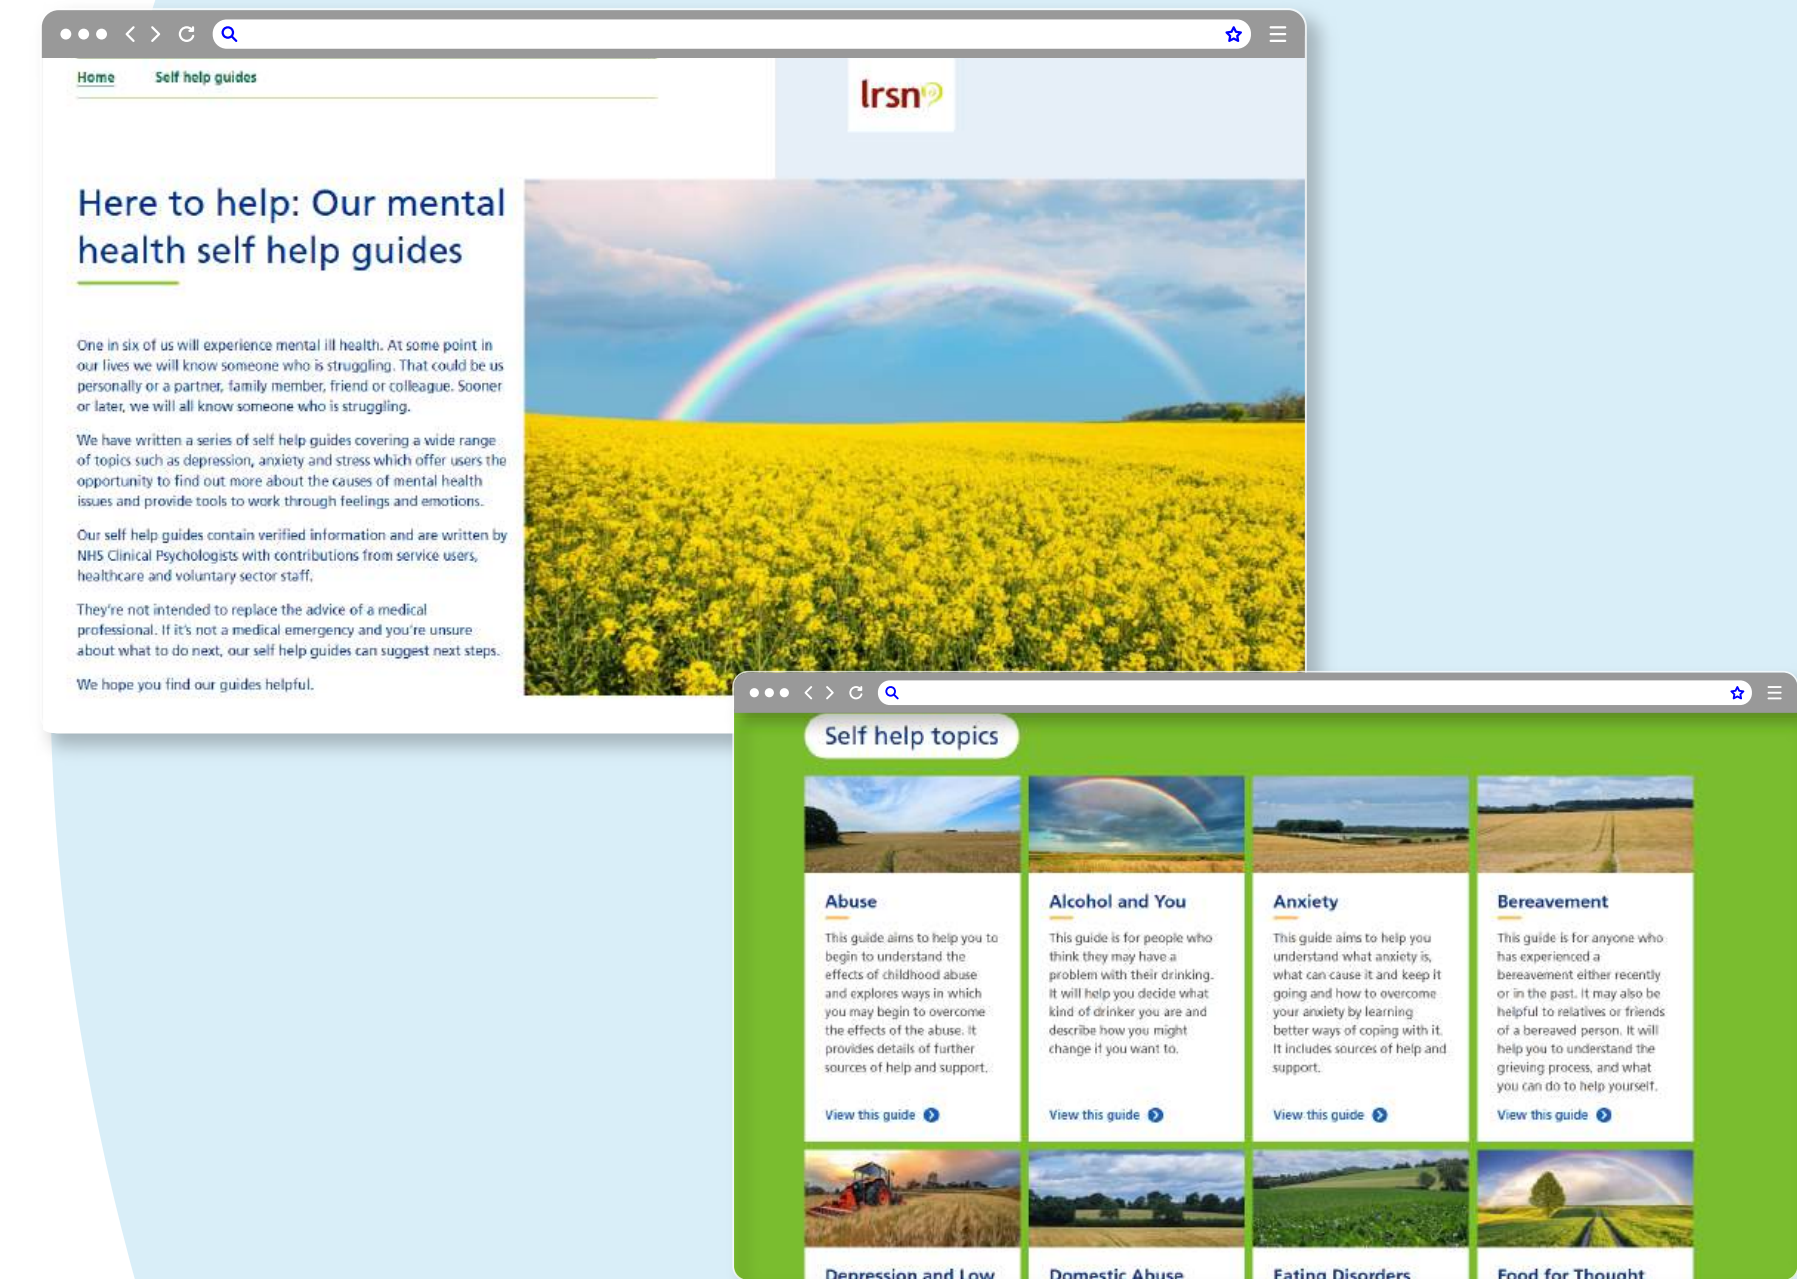 Home Self help guides
lrsn
Here to help: Our mental
health self help guides
One in six of us will experience mental ill health. At some point in
our lives we will know someone who is struggling. That could be us
personally or a partner, family member, friend or colleague. Sooner
or later, we will all know someone who is struggling.
We have written a series of self help guides covering a wide range
of topics such as depression, anxiety and stress which offer users the
opportunity to find out more about the causes of mental health
issues and provide tools to work through feelings and emotions.
Our self help guides contain verified information and are written by
NHS Clinical Psychologists with contributions from service users,
healthcare and voluntary sector staff.
They're not intended to replace the advice of a medical
professional. If it's not a medical emergency and you're unsure
about what to do next, our self help guides can suggest next steps.
We hope you find our guides helpful.
Self help topics
Abuse
This guide aims to help you to
begin to understand the
effects of childhood abuse
and explores ways in which
you may begin to overcome
the effects of the abuse. It
provides details of further
sources of help and support.
View this guide
Alcohol and You
This guide is for people who
think they may have a
problem with their drinking.
It will help you decide what
kind of drinker you are and
describe how you might
change if you want to.
View this guide
Anxiety
This guide aims to help you
understand what anxiety is,
what can cause it and keep it
going and how to overcome
your anxiety by learning
better ways of coping with it.
It includes sources of help and
support.
View this guide
Bereavement
This guide is for anyone who
has experienced a
bereavement either recently
or in the past. It may also be
helpful to relatives or friends
of a bereaved person. It will
help you to understand the
grieving process, and what
you can do to help yourself.
View this guide
Depression and Low
Domestic Abuse
Eating Disorders
Food for Thought